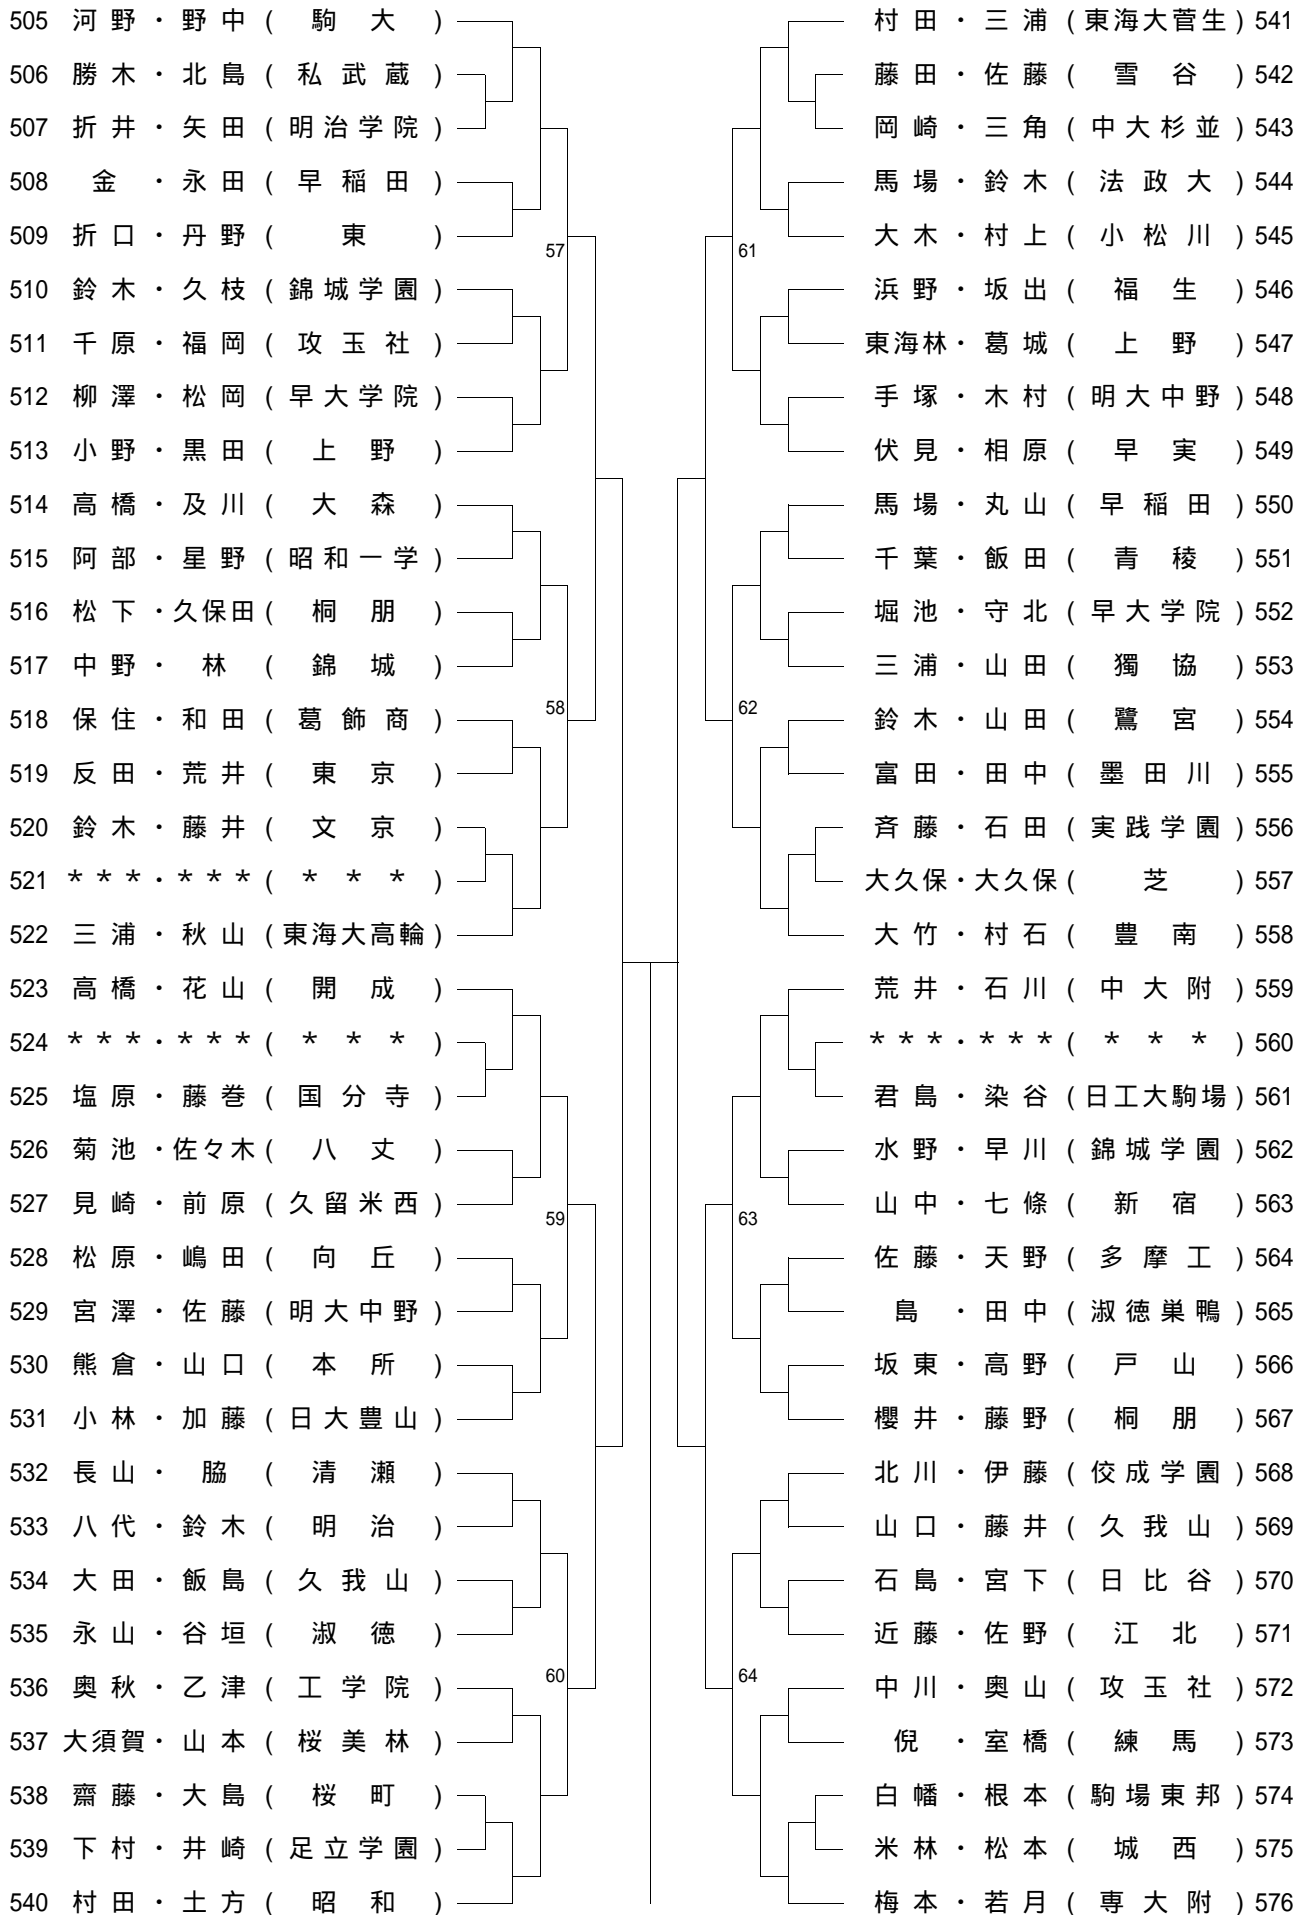 505 河野・野中(駒大)
506 勝木・北島(私武蔵)
507 折井・矢田(明治学院)
508 金・永田(早稲田)
509 折口・丹野(東)
57
510 鈴木・久枝(錦城学園)
511 千原・福岡(攻玉社)
512 柳澤・松岡(早大学院)
513 小野・黒田(上野)
514 高橋・及川(大森)
515 阿部・星野(昭和一学)
516 松下・久保田(桐朋)
517 中野・林(錦城)
58
518 保住・和田(葛飾商)
519 反田・荒井(東京)
520 鈴木・藤井(文京)
521 ***・***(***)
522 三浦・秋山(東海大高輪)
523 高橋・花山(開成)
524 ***・***(***)
525 塩原・藤巻(国分寺)
526 菊池・佐々木(八丈)
527 見崎・前原(久留米西)
59
528 松原・嶋田(向丘)
529 宮澤・佐藤(明大中野)
530 熊倉・山口(本所)
531 小林・加藤(日大豊山)
532 長山・脇(清瀬)
533 八代・鈴木(明治)
534 大田・飯島(久我山)
535 永山・谷垣(淑徳)
60
536 奥秋・乙津(工学院)
537 大須賀・山本(桜美林)
538 齋藤・大島(桜町)
539 下村・井崎(足立学園)
540 村田・土方(昭和)
村田・三浦(東海大菅生)541
藤田・佐藤(雪谷)542
岡崎・三角(中大杉並)543
馬場・鈴木(法政大)544
大木・村上(小松川)545
61
浜野・坂出(福生)546
東海林・葛城(上野)547
手塚・木村(明大中野)548
伏見・相原(早実)549
馬場・丸山(早稲田)550
千葉・飯田(青稜)551
堀池・守北(早大学院)552
三浦・山田(獨協)553
62
鈴木・山田(鷺宮)554
富田・田中(墨田川)555
斉藤・石田(実践学園)556
大久保・大久保(芝)557
大竹・村石(豊南)558
荒井・石川(中大附)559
***・***(***)560
君島・染谷(日工大駒場)561
水野・早川(錦城学園)562
山中・七條(新宿)563
63
佐藤・天野(多摩工)564
島・田中(淑徳巣鴨)565
坂東・高野(戸山)566
櫻井・藤野(桐朋)567
北川・伊藤(佼成学園)568
山口・藤井(久我山)569
石島・宮下(日比谷)570
近藤・佐野(江北)571
64
中川・奥山(攻玉社)572
倪・室橋(練馬)573
白幡・根本(駒場東邦)574
米林・松本(城西)575
梅本・若月(専大附)576